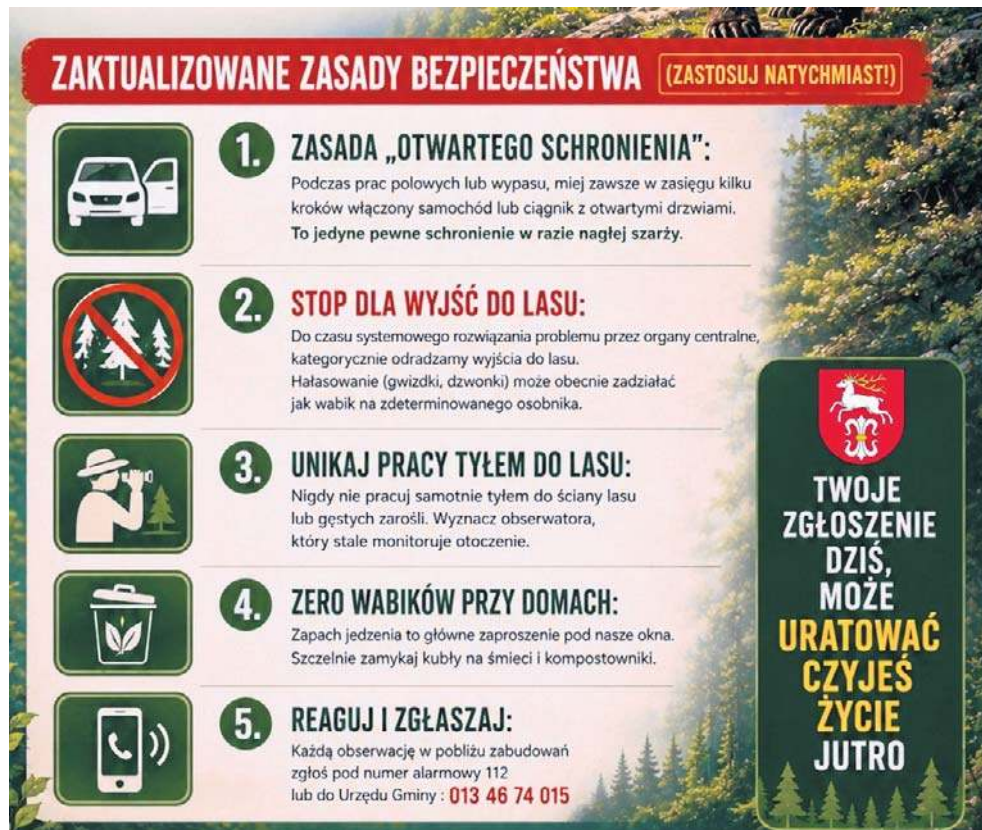 ZAKTUALIZOWANE ZASADY BEZPIECZEŃSTWA (ZASTOSUJ NATYCHMIAST!)
1. ZASADA „OTWARTEGO SCHRONIENIA”:
Podczas prac polowych lub wypasu, miej zawsze w zasięgu kilku
kroków włączony samochód lub ciągnik z otwartymi drzwiami.
To jedyne pewne schronienie w razie nagłej szarży.
2. STOP DLA WYJŚĆ DO LASU:
Do czasu systemowego rozwiązania problemu przez organy centralne,
kategorycznie odradzamy wyjścia do lasu.
Hałasowanie (gwizdki, dzwonki) może obecnie zadziałać
jak wabik na zdeterminowanego osobnika.
3. UNIKAJ PRACY TYŁEM DO LASU:
Nigdy nie pracuj samotnie tyłem do ściany lasu
lub gęstych zarośli. Wyznacz obserwatora,
który stale monitoruje otoczenie.
4. ZERO WABIKÓW PRZY DOMACH:
Zapach jedzenia to główne zaproszenie pod nasze okna.
Szczelnie zamykaj kubły na śmieci i kompostowniki.
5. REAGUJ I ZGŁASZAJ:
Każdą obserwację w pobliżu zabudowań
zgłoś pod numer alarmowy 112
lub do Urzędu Gminy : 013 46 74 015
TWOJE
ZGŁOSZENIE
DZIŚ,
MOŻE
URATOWAĆ
CZYJEŚ
ŻYCIE
JUTRO